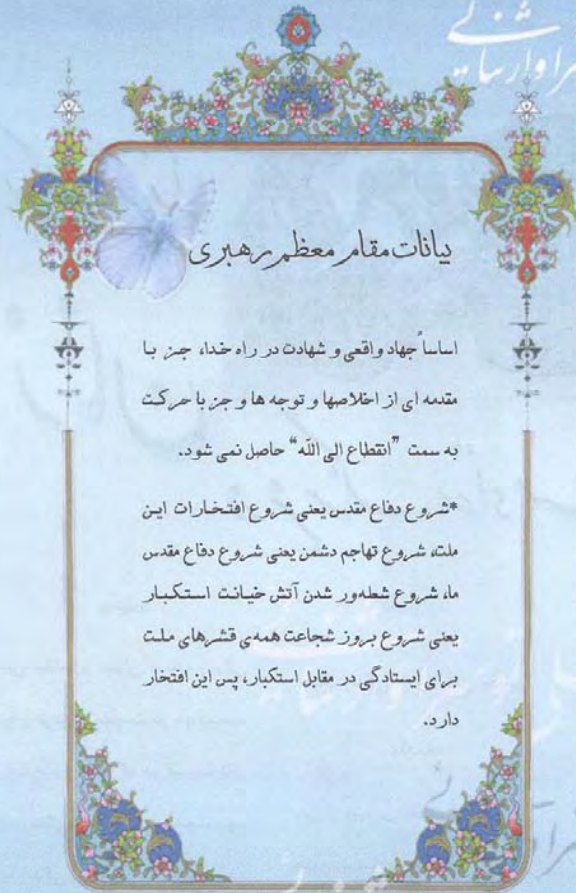 بیانات مقام معظم رهبری
اساساً جهاد واقعی و شهادت در راه خدا، جز با
مقدمه ای از اخلاصها و توجه ها و جز با حرکت
به سمت "انقطاع الی الله" حاصل نمی شود.
*شروع دفاع مقدس یعنی شروع افتخارات این
ملت، شروع تهاجم دشمن یعنی شروع دفاع مقدس
ما، شروع شعله‌ور شدن آتش خیانت استکبار
یعنی شروع بروز شجاعت همه‌ی قشرهای ملت
برای ایستادگی در مقابل استکبار، پس این افتخار
دارد.